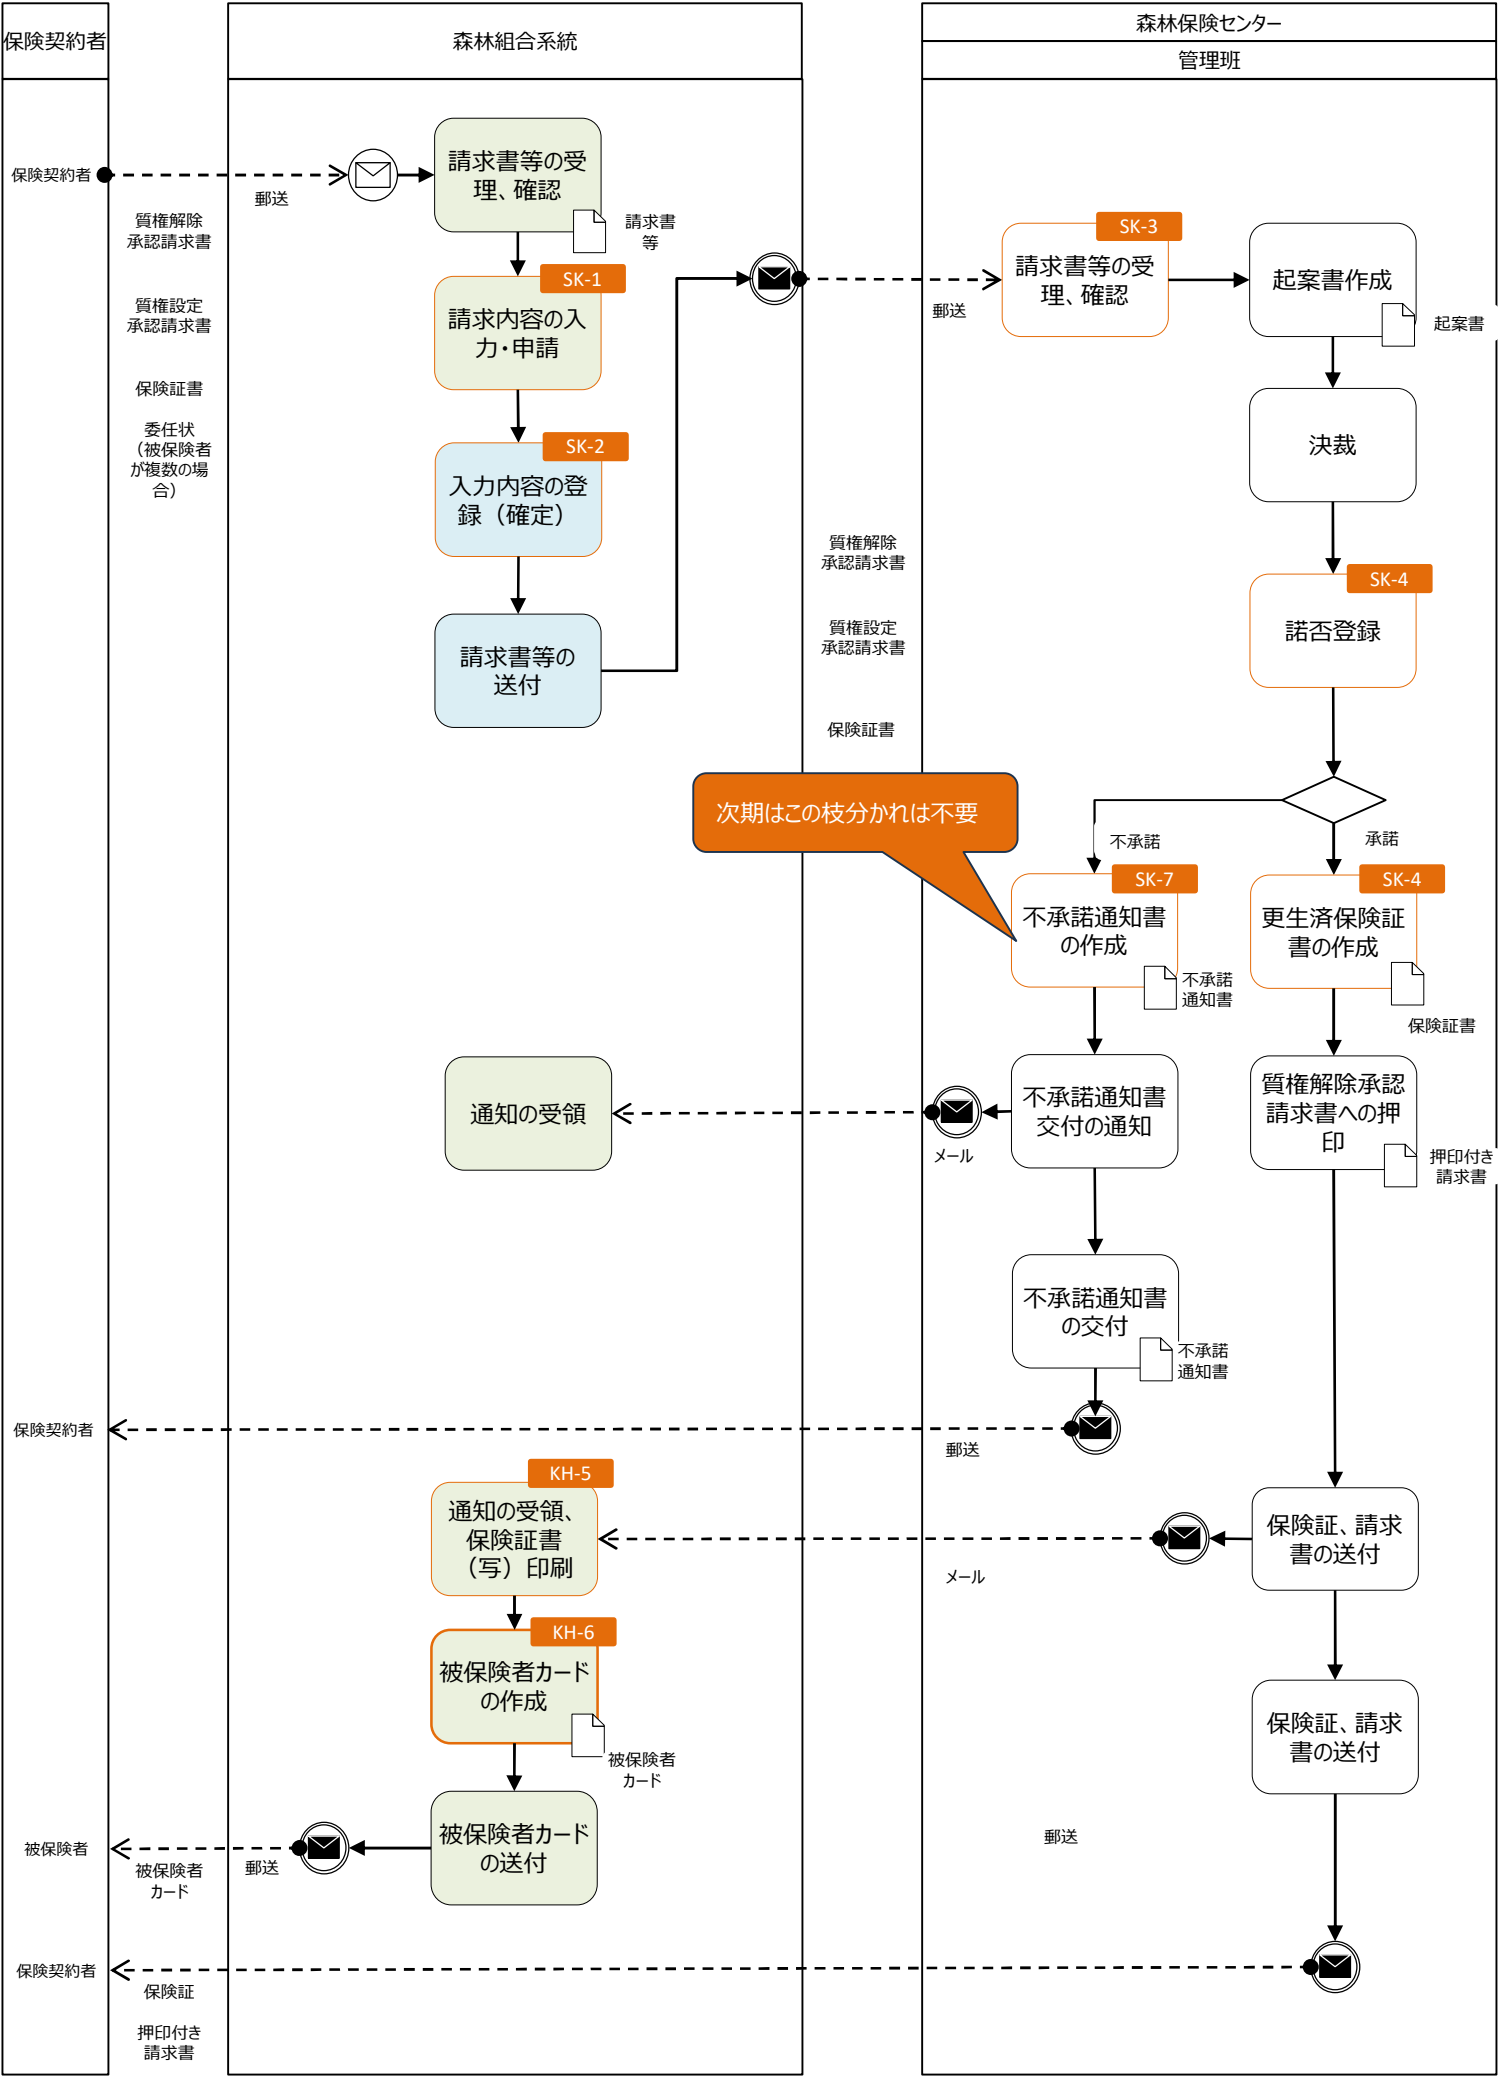 保険契約者
森林組合系統
森林保険センター
管理班
保険契約者
郵送
質権解除
承認請求書
質権設定
承認請求書
保険証書
委任状
（被保険者
が複数の場
合）
請求書等の受
理、確認
請求書
等
SK-1
請求内容の入
力・申請
SK-2
入力内容の登
録（確定）
請求書等の
送付
郵送
質権解除
承認請求書
質権設定
承認請求書
保険証書
SK-3
請求書等の受
理、確認
起案書作成
起案書
決裁
SK-4
諾否登録
次期はこの枝分かれは不要
不承諾
承諾
SK-7
不承諾通知書
の作成
不承諾
通知書
SK-4
更生済保険証
書の作成
保険証書
通知の受領
メール
不承諾通知書
交付の通知
質権解除承認
請求書への押
印
押印付き
請求書
不承諾通知書
の交付
不承諾
通知書
保険契約者
郵送
KH-5
通知の受領、
保険証書
（写）印刷
メール
保険証、請求
書の送付
KH-6
被保険者カード
の作成
被保険者
カード
保険証、請求
書の送付
被保険者カード
の送付
被保険者
被保険者
カード
郵送
郵送
保険契約者
保険証
押印付き
請求書